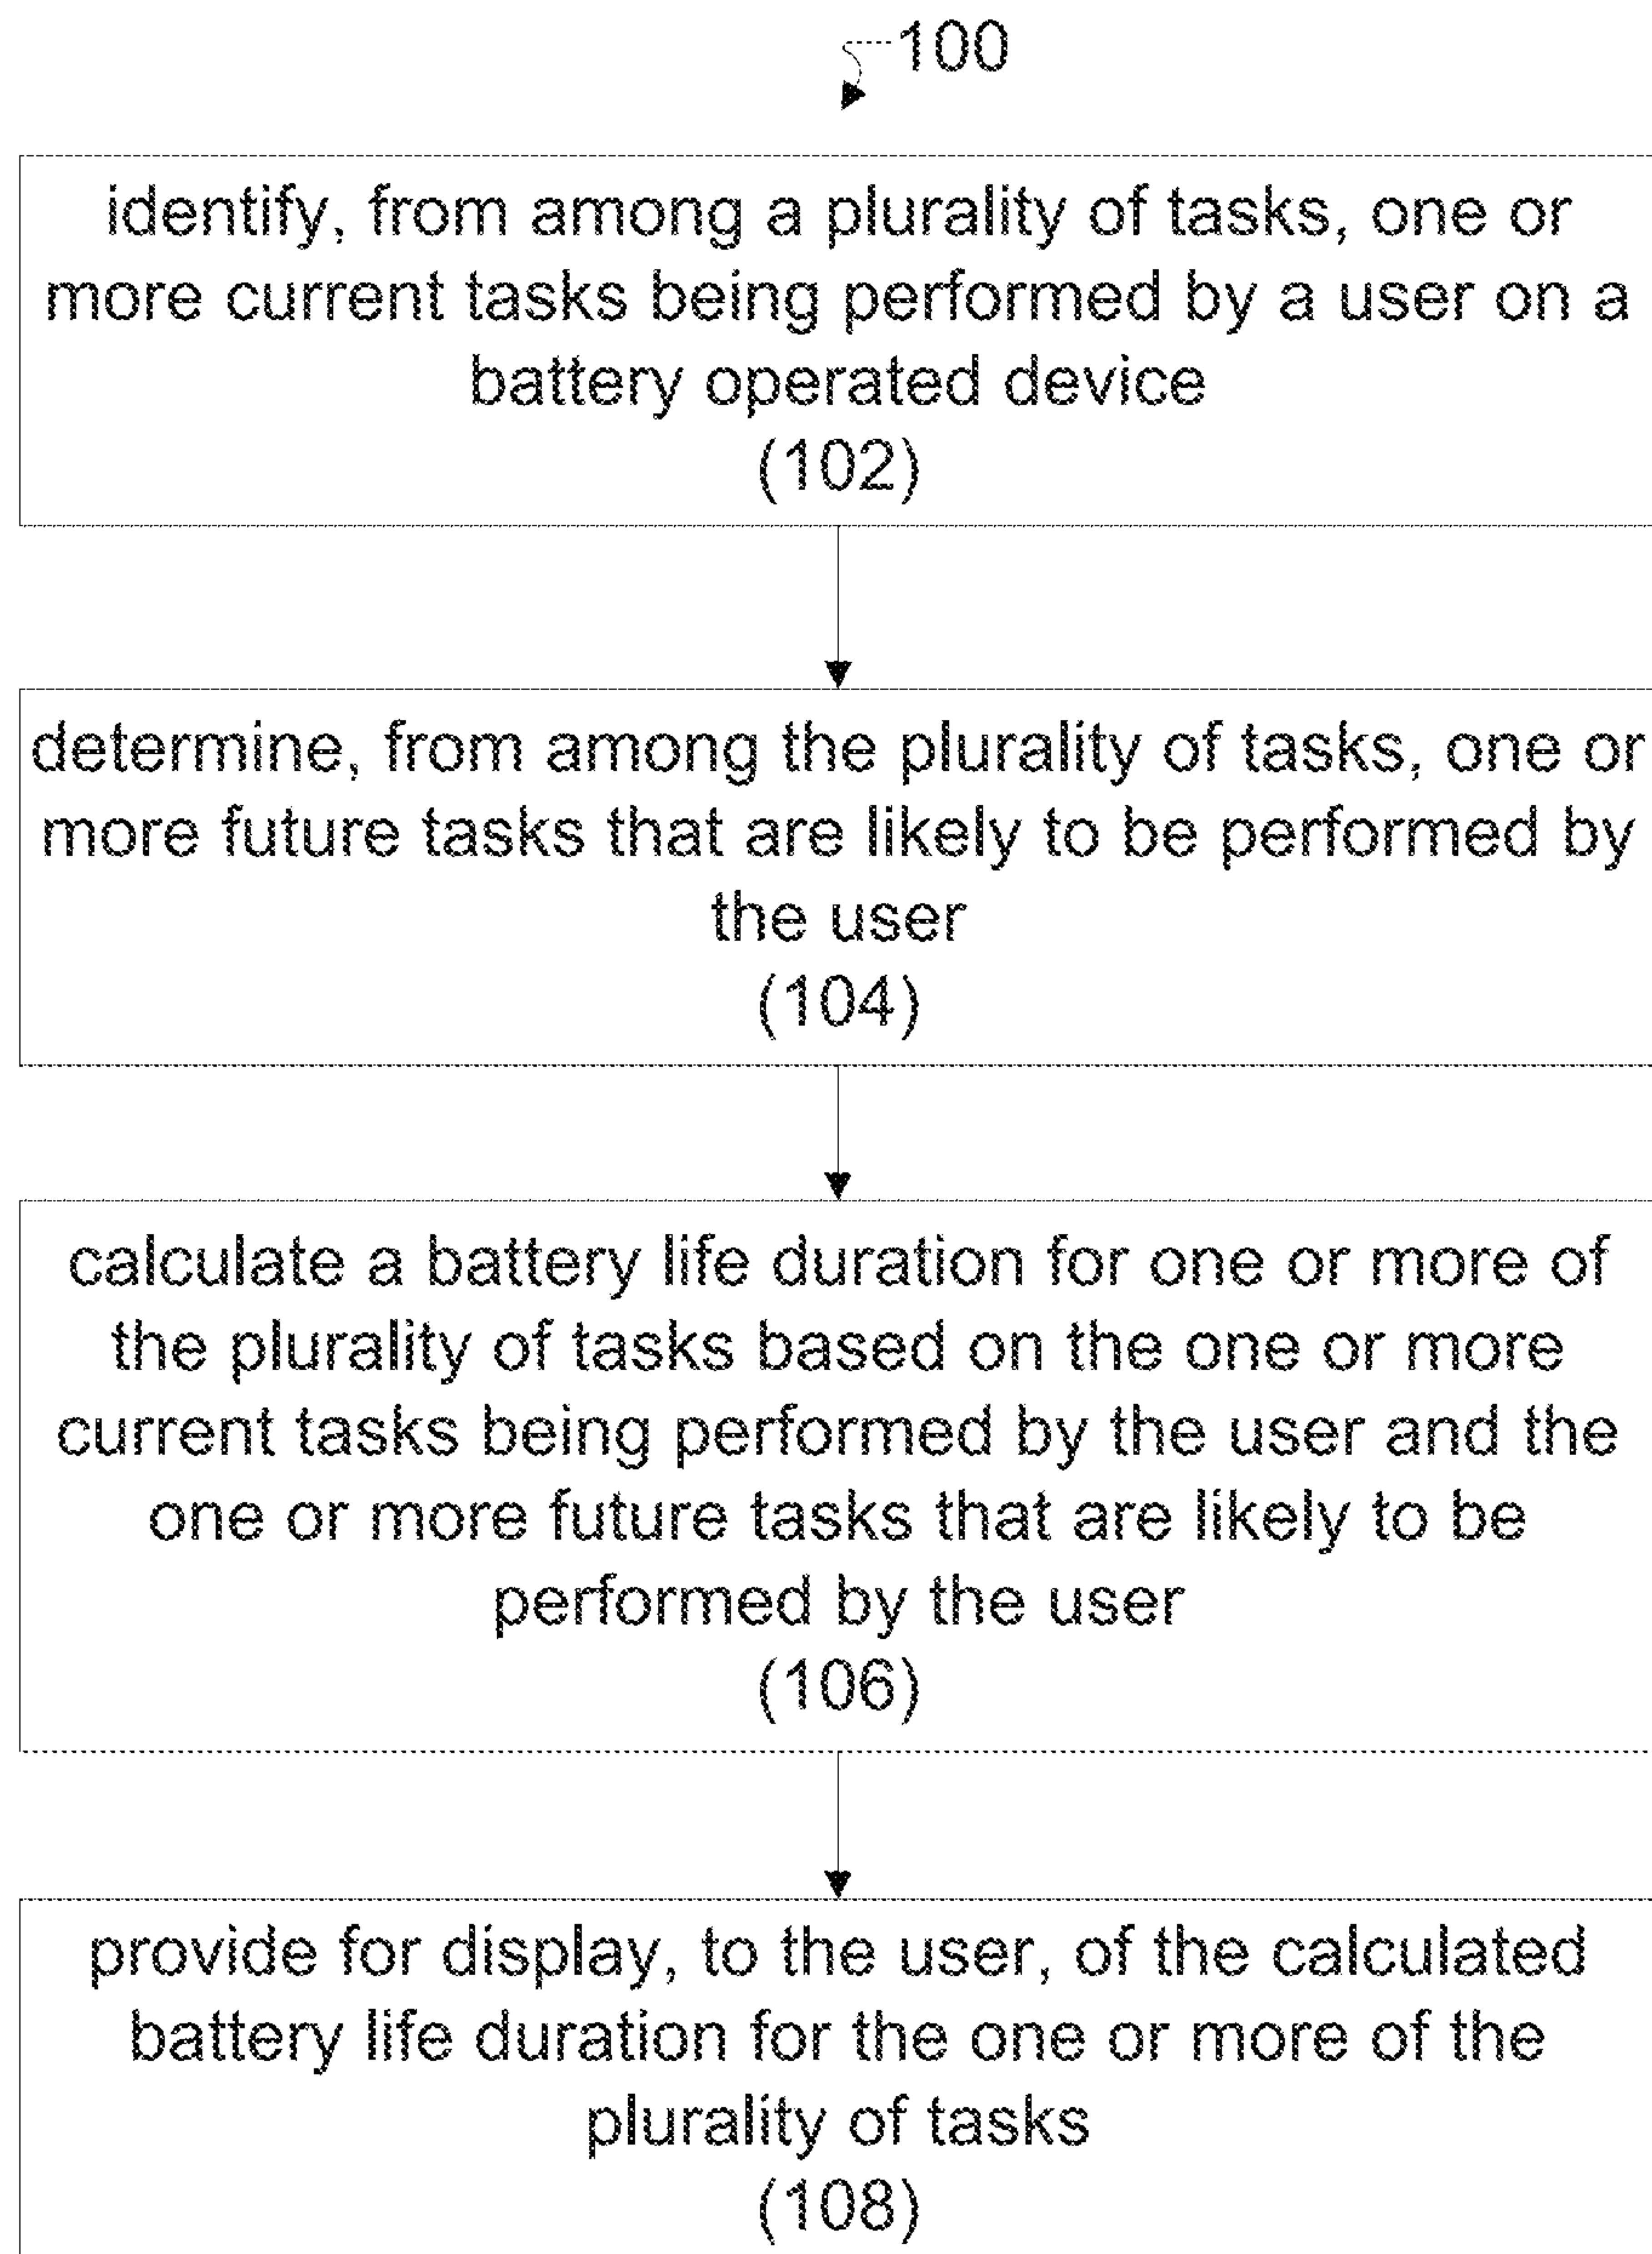 100
identify, from among a plurality of tasks, one or
more current tasks being performed by a user on a
battery operated device
(102)
determine, from among the plurality of tasks, one or
more future tasks that are likely to be performed by
the user
(104)
calculate a battery life duration for one or more of
the plurality of tasks based on the one or more
current tasks being performed by the user and the
one or more future tasks that are likely to be
performed by the user
(106)
provide for display, to the user, of the calculated
battery life duration for the one or more of the
plurality of tasks
(108)